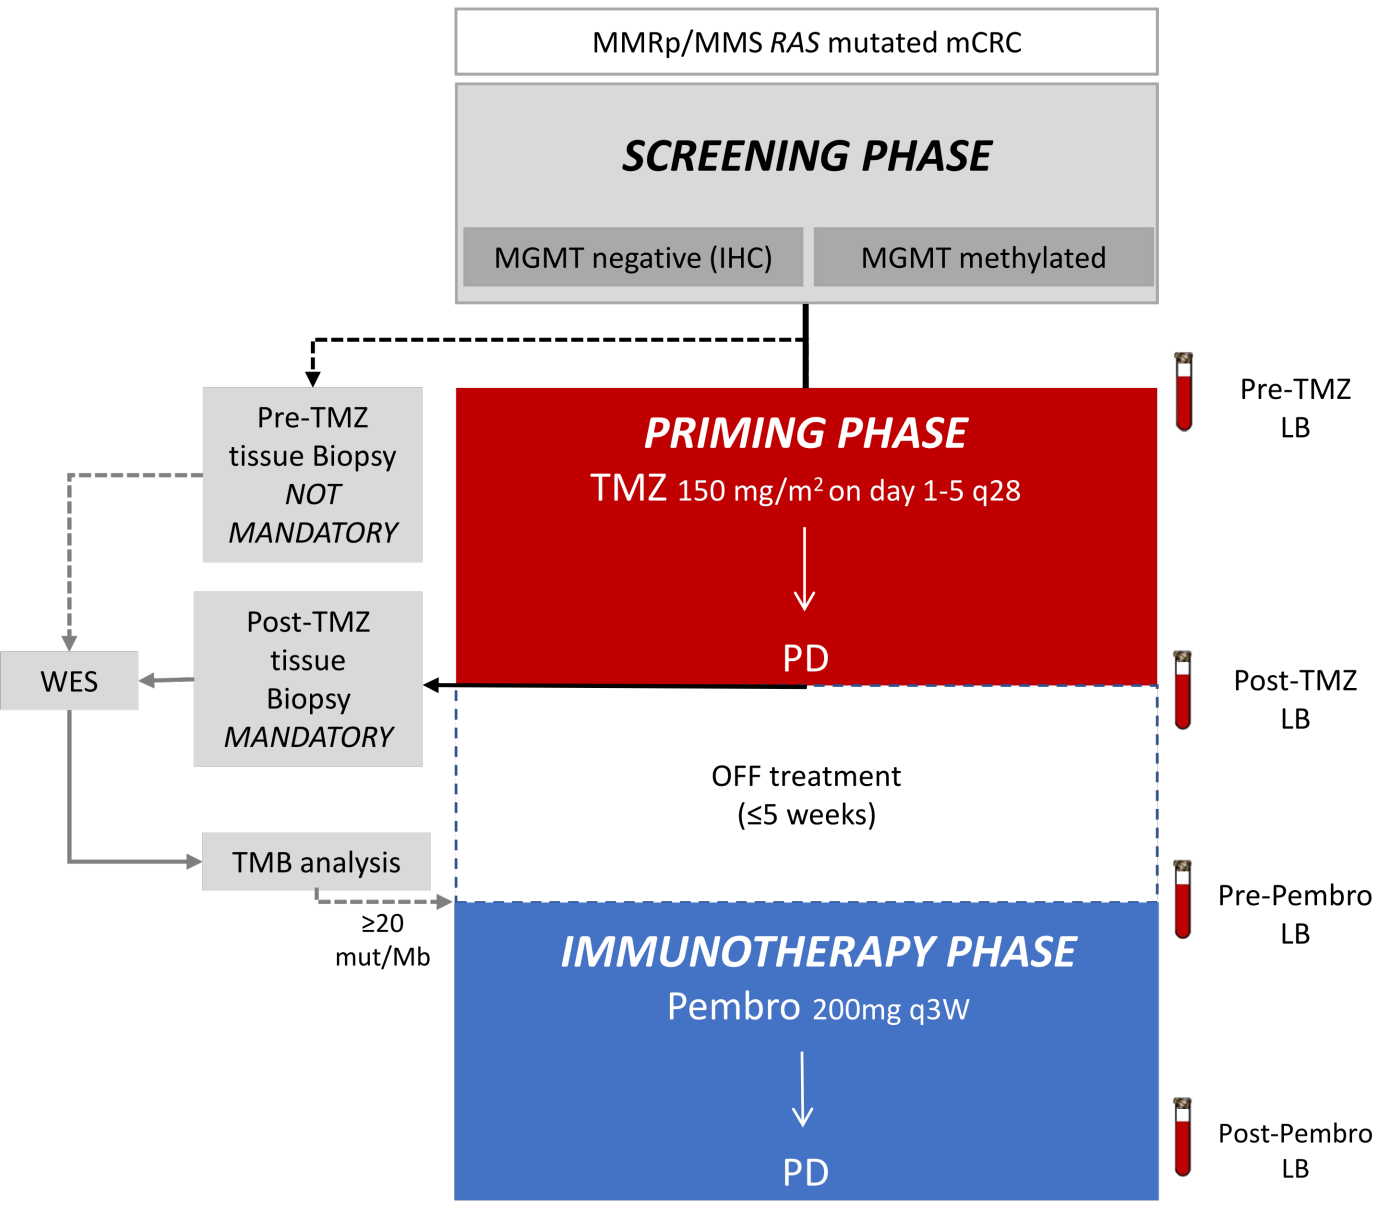 MMRp/MMS RAS mutated mCRC
SCREENING PHASE
MGMT negative (IHC)
MGMT methylated
Pre-TMZ
tissue Biopsy
NOT
MANDATORY
PRIMING PHASE
TMZ 150 mg/m² on day 1-5 q28
PD
Pre-TMZ
LB
Post-TMZ
tissue
Biopsy
MANDATORY
WES
Post-TMZ
LB
OFF treatment
(≤5 weeks)
TMB analysis
≥20
mut/Mb
Pre-Pembro
LB
IMMUNOTHERAPY PHASE
Pembro 200mg q3W
PD
Post-Pembro
LB